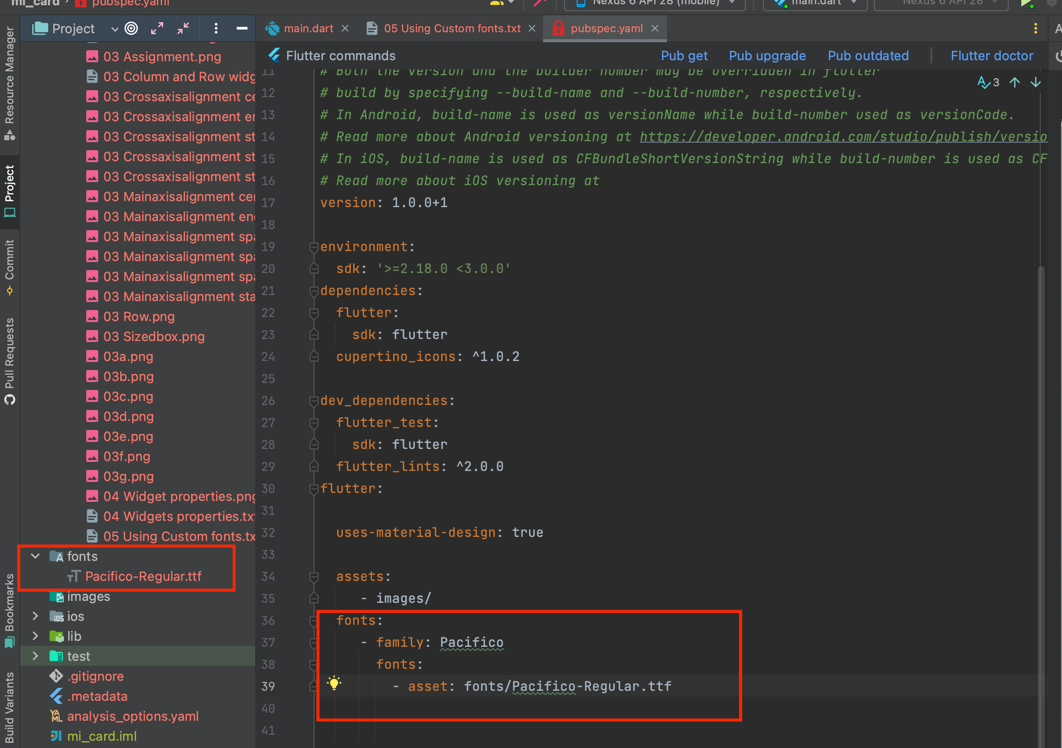 mi_card
pubspec.yaml
Nexus 6 API 28 (mobile)
main.dart
Nexus 6 API 28
Project
main.dart
05 Using Custom fonts.txt
pubspec.yaml
Flutter commands
Pub get
Pub upgrade
Pub outdated
Flutter doctor
Resource Manager
Project
Commit
Pull Requests
Bookmarks
Build Variants
03 Assignment.png
03 Column and Row widg
03 Crossaxisalignment ce
03 Crossaxisalignment en
03 Crossaxisalignment st
03 Crossaxisalignment st
03 Crossaxisalignment st
03 Mainaxisalignment cen
03 Mainaxisalignment end
03 Mainaxisalignment spa
03 Mainaxisalignment spa
03 Mainaxisalignment spa
03 Mainaxisalignment sta
03 Row.png
03 Sizedbox.png
03a.png
03b.png
03c.png
03d.png
03e.png
03f.png
03g.png
04 Widget properties.png
04 Widgets properties.tx
05 Using Custom fonts.tx
fonts
Pacifico-Regular.ttf
images
ios
lib
test
.gitignore
.metadata
analysis_options.yaml
mi_card.iml
3
11 # Both the version and the builder number may be overridden in flutter
12 # build by specifying --build-name and --build-number, respectively.
13 # In Android, build-name is used as versionName while build-number used as versionCode.
14 # Read more about Android versioning at https://developer.android.com/studio/publish/versio
15 # In iOS, build-name is used as CFBundleShortVersionString while build-number is used as CF
16 # Read more about iOS versioning at
17 version: 1.0.0+1
18
19 environment:
20 sdk: '>=2.18.0 <3.0.0'
21 dependencies:
22 flutter:
23 sdk: flutter
24 cupertino_icons: ^1.0.2
25
26 dev_dependencies:
27 flutter_test:
28 sdk: flutter
29 flutter_lints: ^2.0.0
30 flutter:
31
32 uses-material-design: true
33
34 assets:
35 - images/
36 fonts:
37 - family: Pacifico
38 fonts:
39 - asset: fonts/Pacifico-Regular.ttf
40
41